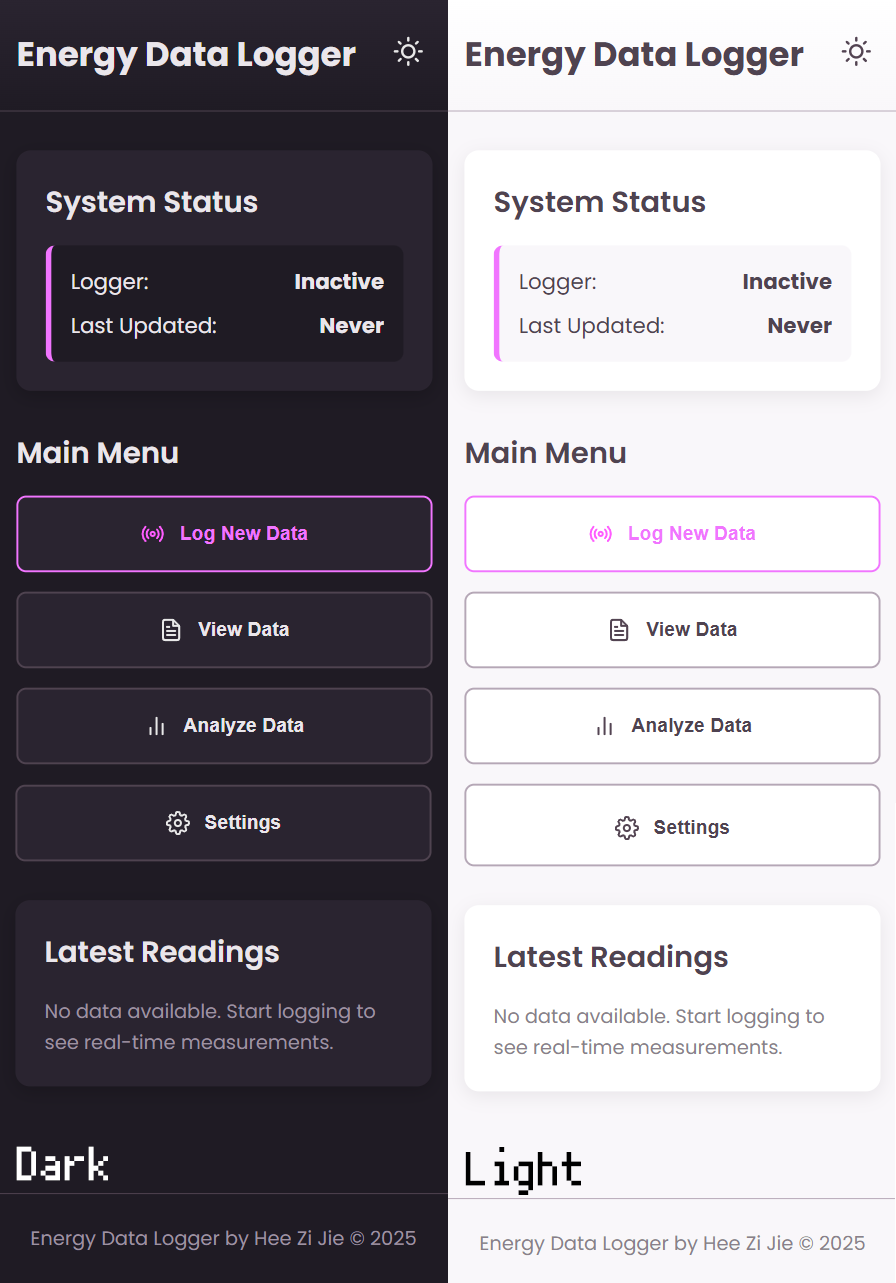 Energy Data Logger
System Status
Logger: Inactive
Last Updated: Never
Main Menu
Log New Data
View Data
Analyze Data
Settings
Latest Readings
No data available. Start logging to
see real-time measurements.
Dark
Energy Data Logger by Hee Zi Jie © 2025
Energy Data Logger
System Status
Logger: Inactive
Last Updated: Never
Main Menu
Log New Data
View Data
Analyze Data
Settings
Latest Readings
No data available. Start logging to
see real-time measurements.
Light
Energy Data Logger by Hee Zi Jie © 2025